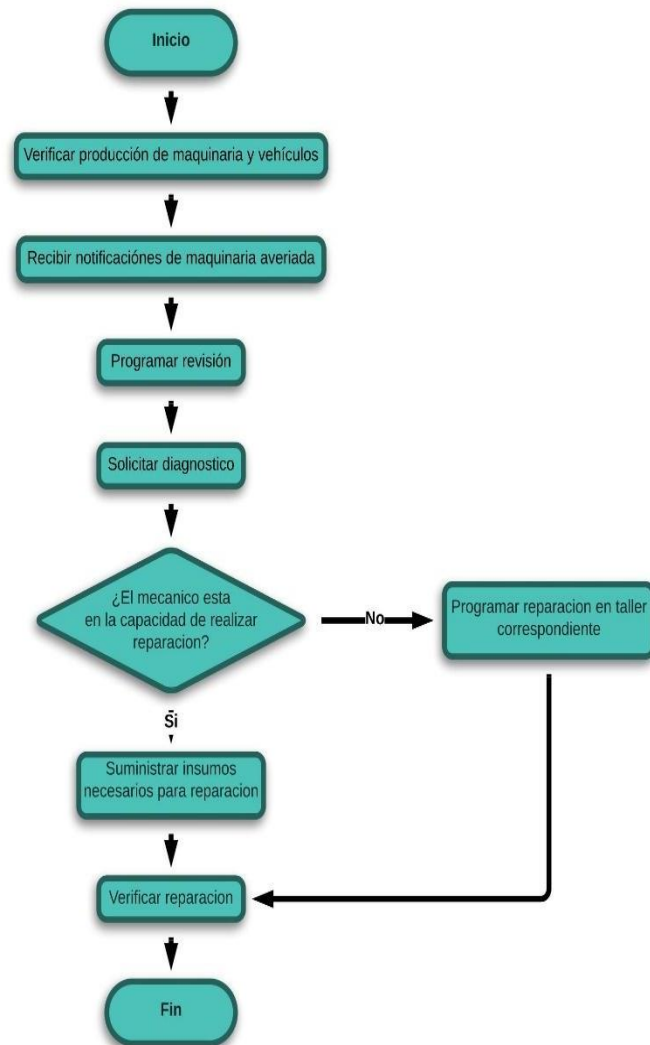 Inicio
Verificar producción de maquinaria y vehículos
Recibir notificaciónes de maquinaria averiada
Programar revisión
Solicitar diagnostico
¿El mecanico esta
en la capacidad de realizar
reparacion?
No
Programar reparacion en taller
correspondiente
Si
Suministrar insumos
necesarios para reparacion
Verificar reparacion
Fin